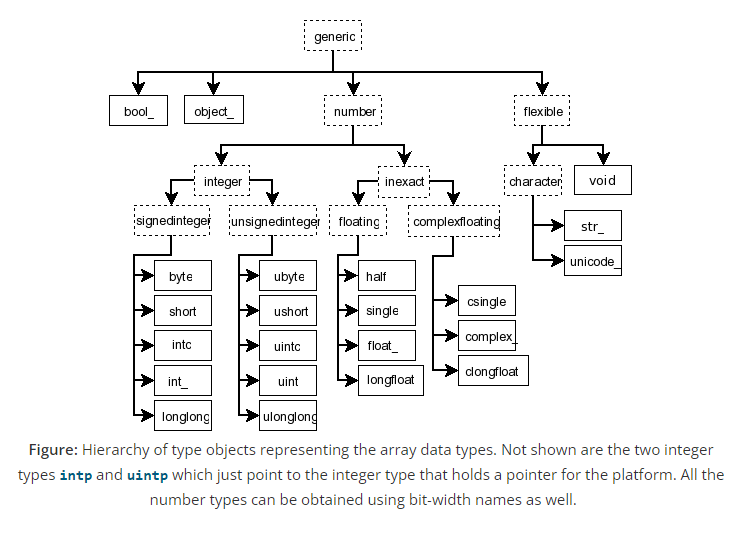 generic
bool_
object_
number
flexible
integer
inexact
character
void
signedinteger
unsignedinteger
floating
complexfloating
str_
unicode_
byte
ubyte
half
short
ushort
single
csingle
intc
uintc
float_
complex_
int_
uint
longfloat
clongfloat
longlong
ulonglong
Figure: Hierarchy of type objects representing the array data types. Not shown are the two integer
types intp and uintp which just point to the integer type that holds a pointer for the platform. All the
number types can be obtained using bit-width names as well.